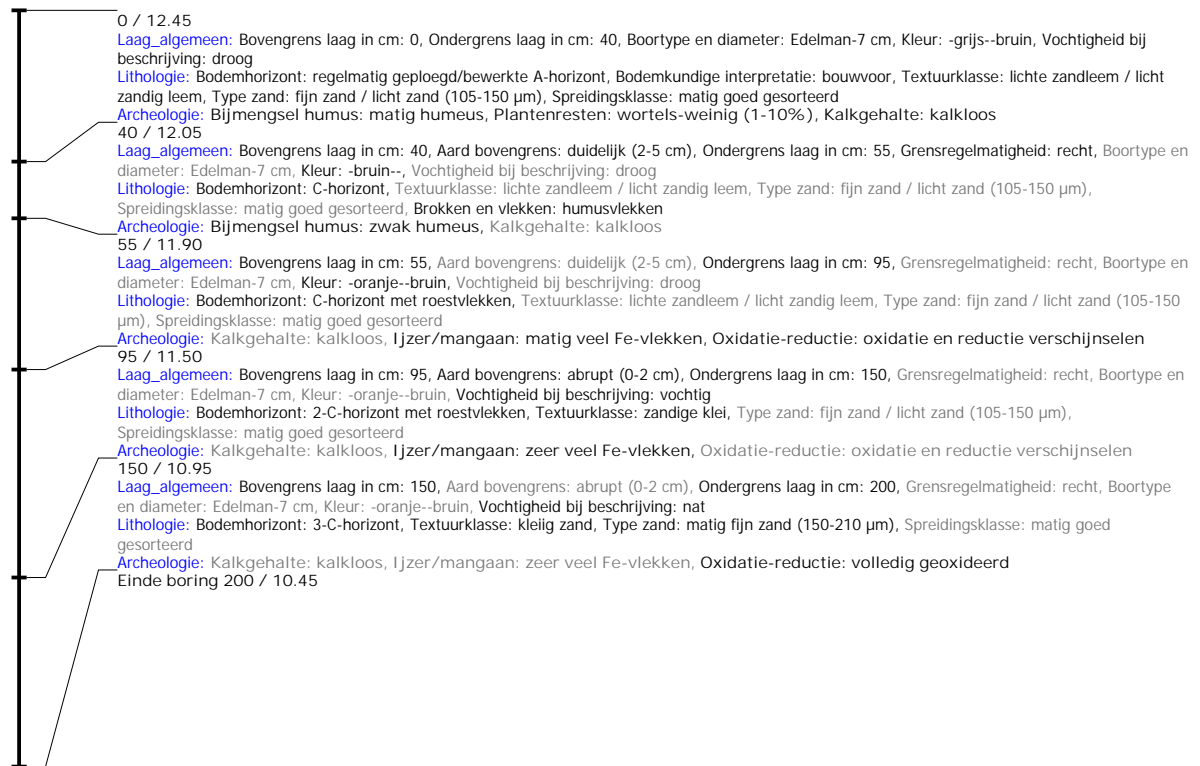 0 / 12.45
Laag_algemeen: Bovengrens laag in cm: 0, Ondergrens laag in cm: 40, Boortype en diameter: Edelman-7 cm, Kleur: -grijs--bruin, Vochtigheid bij
beschrijving: droog
Lithologie: Bodemhorizont: regelmatig geploegd/bewerkte A-horizont, Bodemkundige interpretatie: bouwvoor, Textuurklasse: lichte zandleem / licht
zandig leem, Type zand: fijn zand / licht zand (105-150 µm), Spreidingsklasse: matig goed gesorteerd
Archeologie: Bijmengsel humus: matig humeus, Plantenresten: wortels-weinig (1-10%), Kalkgehalte: kalkloos
40 / 12.05
Laag_algemeen: Bovengrens laag in cm: 40, Aard bovengrens: duidelijk (2-5 cm), Ondergrens laag in cm: 55, Grensregelmatigheid: recht, Boortype en
diameter: Edelman-7 cm, Kleur: -bruin--, Vochtigheid bij beschrijving: droog
Lithologie: Bodemhorizont: C-horizont, Textuurklasse: lichte zandleem / licht zandig leem, Type zand: fijn zand / licht zand (105-150 µm),
Spreidingsklasse: matig goed gesorteerd, Brokken en vlekken: humusvlekken
Archeologie: Bijmengsel humus: zwak humeus, Kalkgehalte: kalkloos
55 / 11.90
Laag_algemeen: Bovengrens laag in cm: 55, Aard bovengrens: duidelijk (2-5 cm), Ondergrens laag in cm: 95, Grensregelmatigheid: recht, Boortype en
diameter: Edelman-7 cm, Kleur: -oranje--bruin, Vochtigheid bij beschrijving: droog
Lithologie: Bodemhorizont: C-horizont met roestvlekken, Textuurklasse: lichte zandleem / licht zandig leem, Type zand: fijn zand / licht zand (105-150
µm), Spreidingsklasse: matig goed gesorteerd
Archeologie: Kalkgehalte: kalkloos, Ijzer/mangaan: matig veel Fe-vlekken, Oxidatie-reductie: oxidatie en reductie verschijnselen
95 / 11.50
Laag_algemeen: Bovengrens laag in cm: 95, Aard bovengrens: abrupt (0-2 cm), Ondergrens laag in cm: 150, Grensregelmatigheid: recht, Boortype en
diameter: Edelman-7 cm, Kleur: -oranje--bruin, Vochtigheid bij beschrijving: vochtig
Lithologie: Bodemhorizont: 2-C-horizont met roestvlekken, Textuurklasse: zandige klei, Type zand: fijn zand / licht zand (105-150 µm),
Spreidingsklasse: matig goed gesorteerd
Archeologie: Kalkgehalte: kalkloos, Ijzer/mangaan: zeer veel Fe-vlekken, Oxidatie-reductie: oxidatie en reductie verschijnselen
150 / 10.95
Laag_algemeen: Bovengrens laag in cm: 150, Aard bovengrens: abrupt (0-2 cm), Ondergrens laag in cm: 200, Grensregelmatigheid: recht, Boortype
en diameter: Edelman-7 cm, Kleur: -oranje--bruin, Vochtigheid bij beschrijving: nat
Lithologie: Bodemhorizont: 3-C-horizont, Textuurklasse: kleiig zand, Type zand: matig fijn zand (150-210 µm), Spreidingsklasse: matig goed
gesorteerd
Archeologie: Kalkgehalte: kalkloos, Ijzer/mangaan: zeer veel Fe-vlekken, Oxidatie-reductie: volledig geoxideerd
Einde boring 200 / 10.45